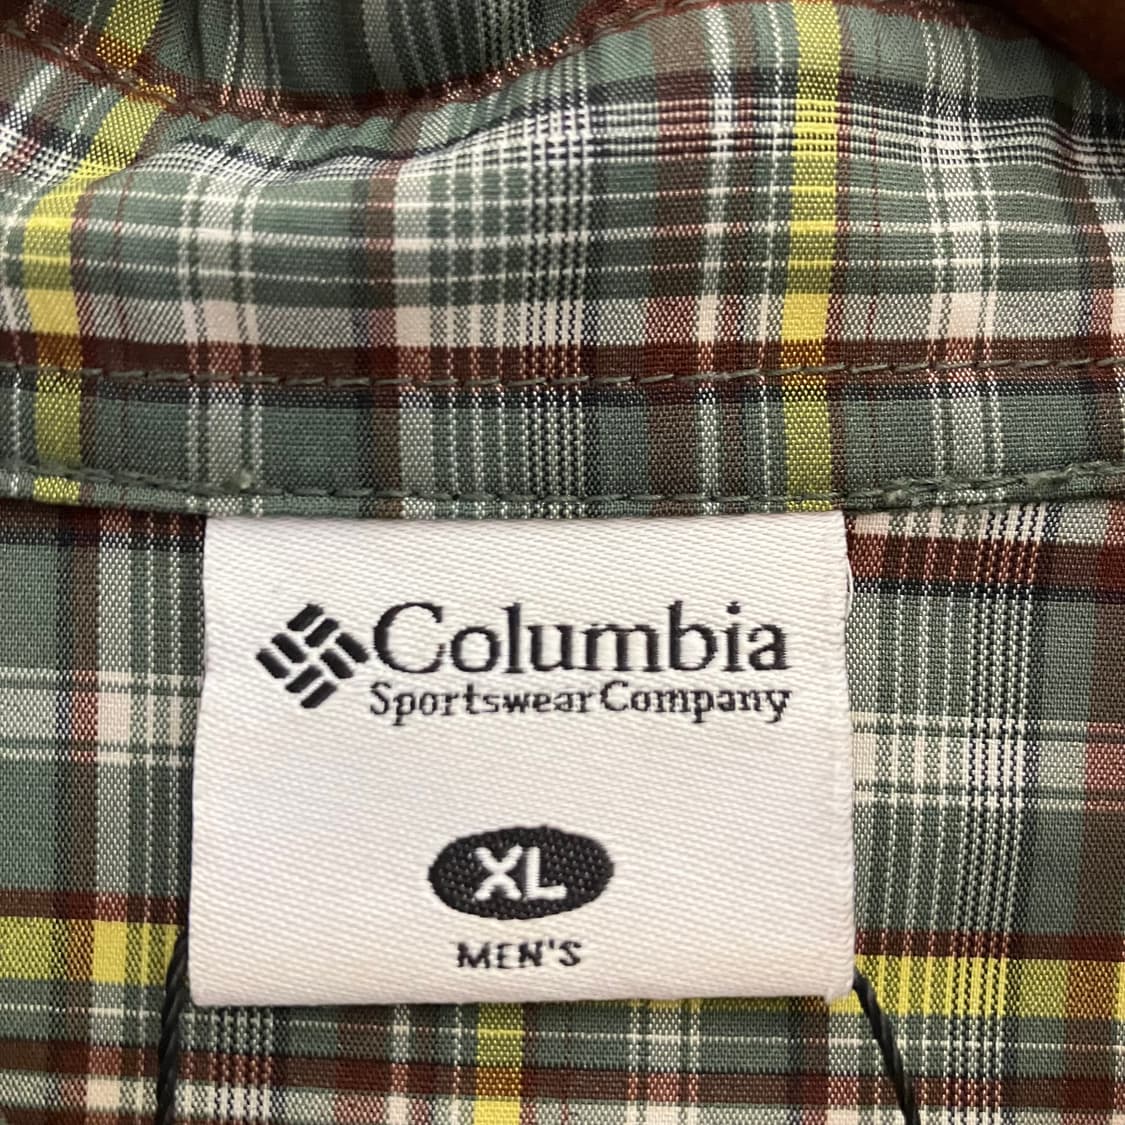 Columbia
Sportswear Company
XL
MEN'S